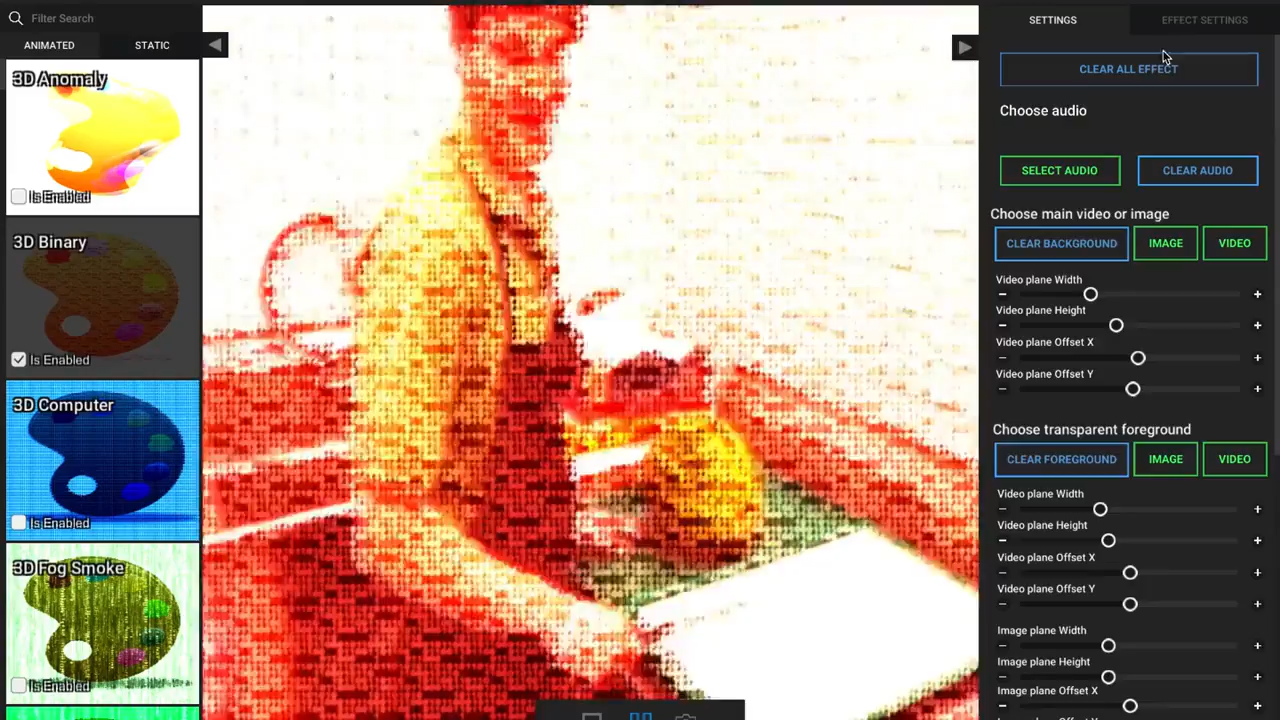 Filter Search
ANIMATED
STATIC
3D Anomaly
Is Enabled
3D Binary
Is Enabled
3D Computer
Is Enabled
3D Fog Smoke
Is Enabled
SETTINGS
EFFECT SETTINGS
CLEAR ALL EFFECT
Choose audio
SELECT AUDIO
CLEAR AUDIO
Choose main video or image
CLEAR BACKGROUND
IMAGE
VIDEO
Video plane Width
Video plane Height
Video plane Offset X
Video plane Offset Y
Choose transparent foreground
CLEAR FOREGROUND
IMAGE
VIDEO
Video plane Width
Video plane Height
Video plane Offset X
Video plane Offset Y
Image plane Width
Image plane Height
Image plane Offset X